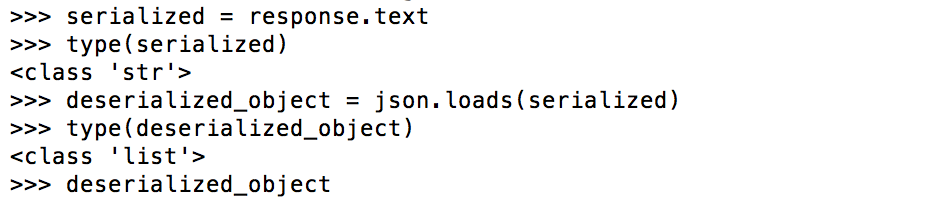 >>> serialized = response.text
>>> type(serialized)
<class 'str'>
>>> deserialized_object = json.loads(serialized)
>>> type(deserialized_object)
<class 'list'>
>>> deserialized_object